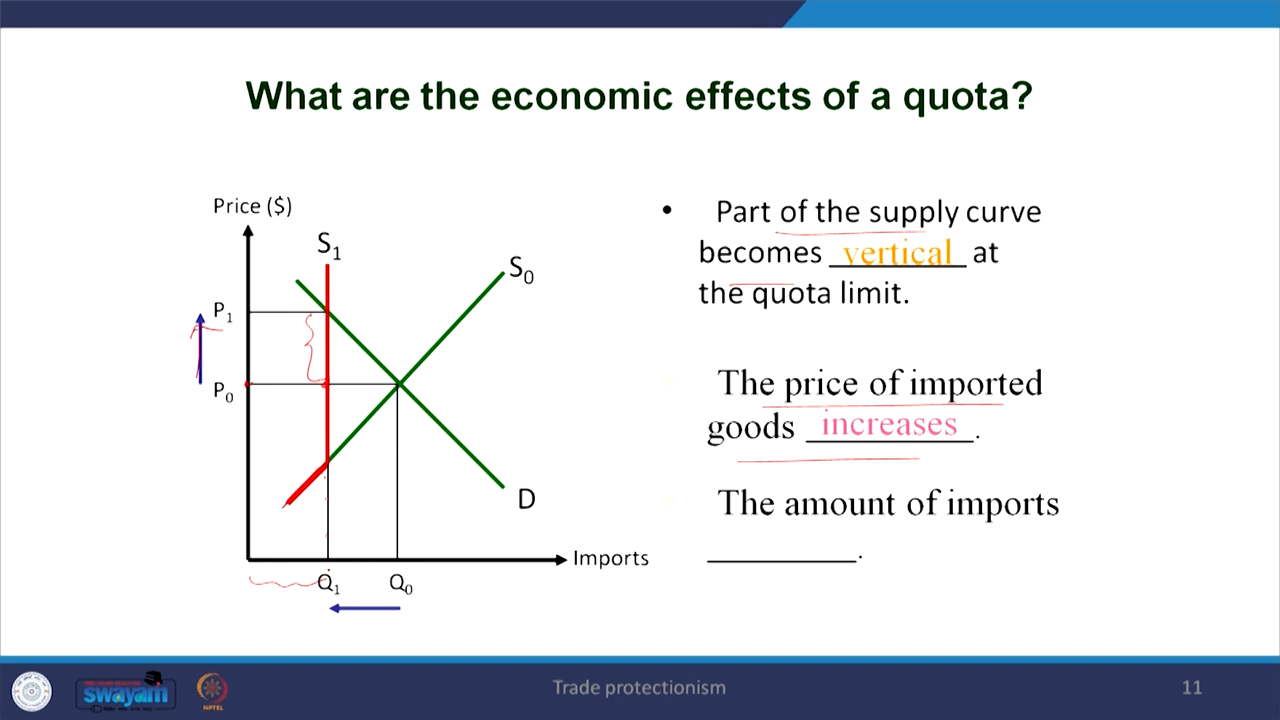 What are the economic effects of a quota?
Price ($)
S1
S0
P1
P0
D
Imports
Q1 Q0
• Part of the supply curve
becomes vertical at
the quota limit.
The price of imported
goods increases.
The amount of imports
__________.
swayam
NPTEL
Trade protectionism
11